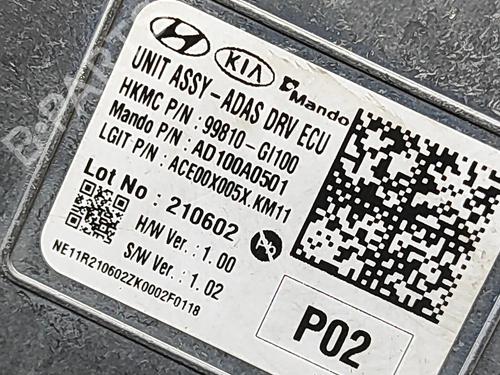 HYUNDAI KIA Mando
UNIT ASSY-ADAS DRV ECU
HKMC P/N : 99810-GI100
Mando P/N : AD100A0501
LGIT P/N : ACE00X005X.KM11
Lot No : 210602
H/W Ver. : 1.00
S/W Ver. : 1.02
NE11R210602ZK0002F0118
P02